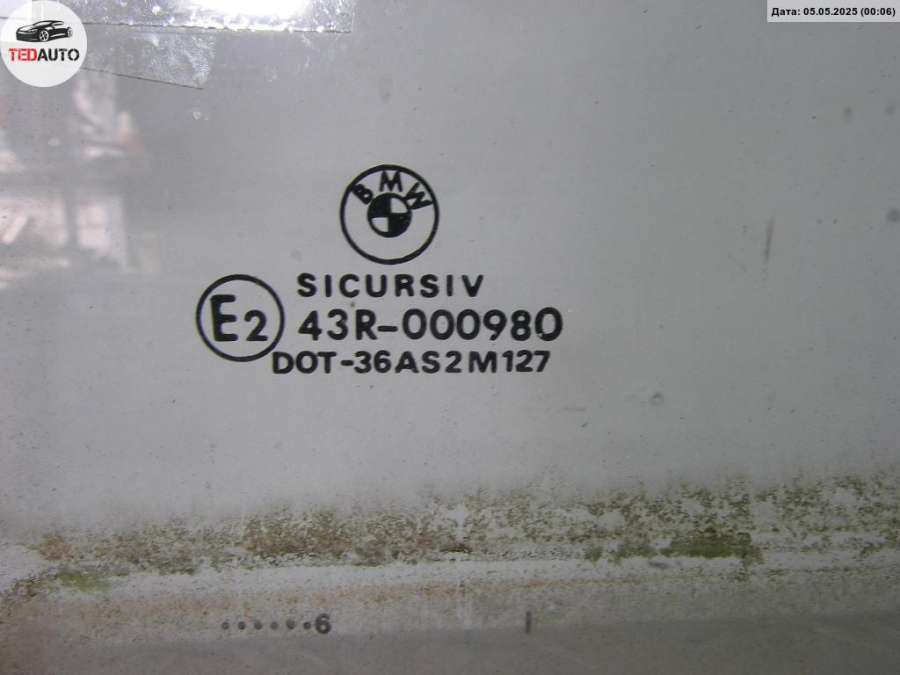 TEDAUTO
Дата: 05.05.2025 (00:06)
BMW
SICURSIV
E2 43R-000980
DOT-36AS2M127
......6